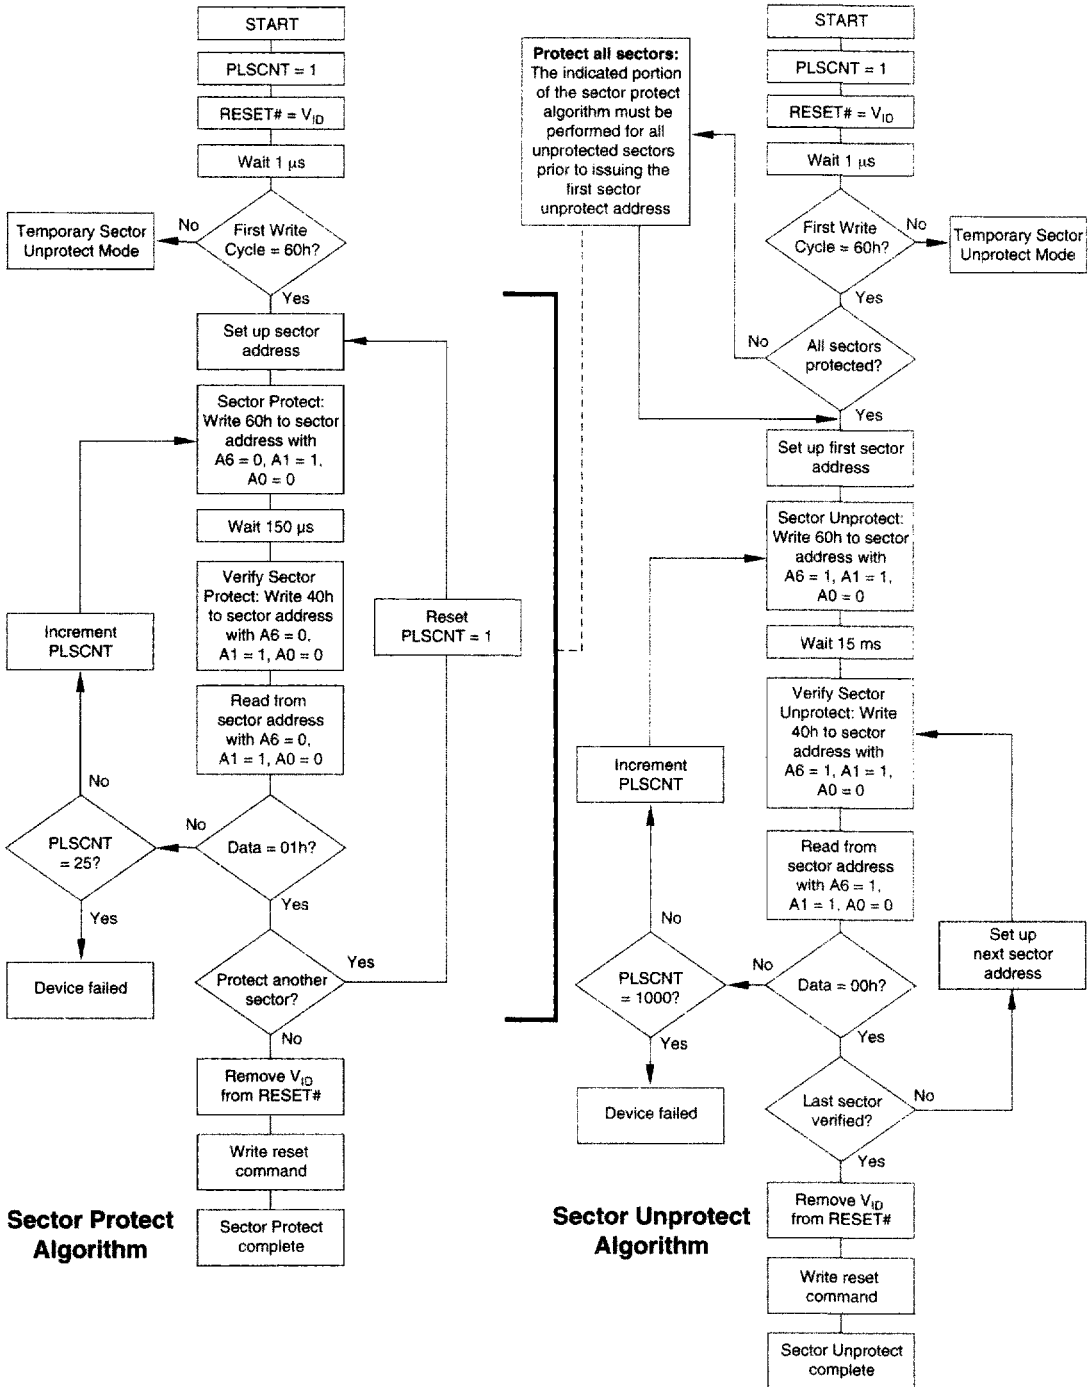 START
PLSCNT = 1
RESET# = VID
Wait 1 μs
First Write
Cycle = 60h?
No
Temporary Sector
Unprotect Mode
Yes
Set up sector
address
Sector Protect:
Write 60h to sector
address with
A6 = 0, A1 = 1,
A0 = 0
Wait 150 μs
Verify Sector
Protect: Write 40h
to sector address
with A6 = 0,
A1 = 1, A0 = 0
Reset
PLSCNT = 1
Increment
PLSCNT
Read from
sector address
with A6 = 0,
A1 = 1, A0 = 0
No
PLSCNT
= 25?
No
Data = 01h?
Yes
Yes
Device failed
Protect another
sector?
Yes
No
Remove VID
from RESET#
Write reset
command
Sector Protect
complete
Sector Protect
Algorithm
Protect all sectors:
The indicated portion
of the sector protect
algorithm must be
performed for all
unprotected sectors
prior to issuing the
first sector
unprotect address
START
PLSCNT = 1
RESET# = VID
Wait 1 μs
First Write
Cycle = 60h?
No
Temporary Sector
Unprotect Mode
Yes
No
All sectors
protected?
Yes
Set up first sector
address
Sector Unprotect:
Write 60h to sector
address with
A6 = 1, A1 = 1,
A0 = 0
Wait 15 ms
Verify Sector
Unprotect: Write
40h to sector
address with
A6 = 1, A1 = 1,
A0 = 0
Increment
PLSCNT
Read from
sector address
with A6 = 1,
A1 = 1, A0 = 0
No
PLSCNT
= 1000?
No
Data = 00h?
Set up
next sector
address
Yes
Yes
Device failed
Last sector
verified?
No
Yes
Remove VID
from RESET#
Write reset
command
Sector Unprotect
complete
Sector Unprotect
Algorithm